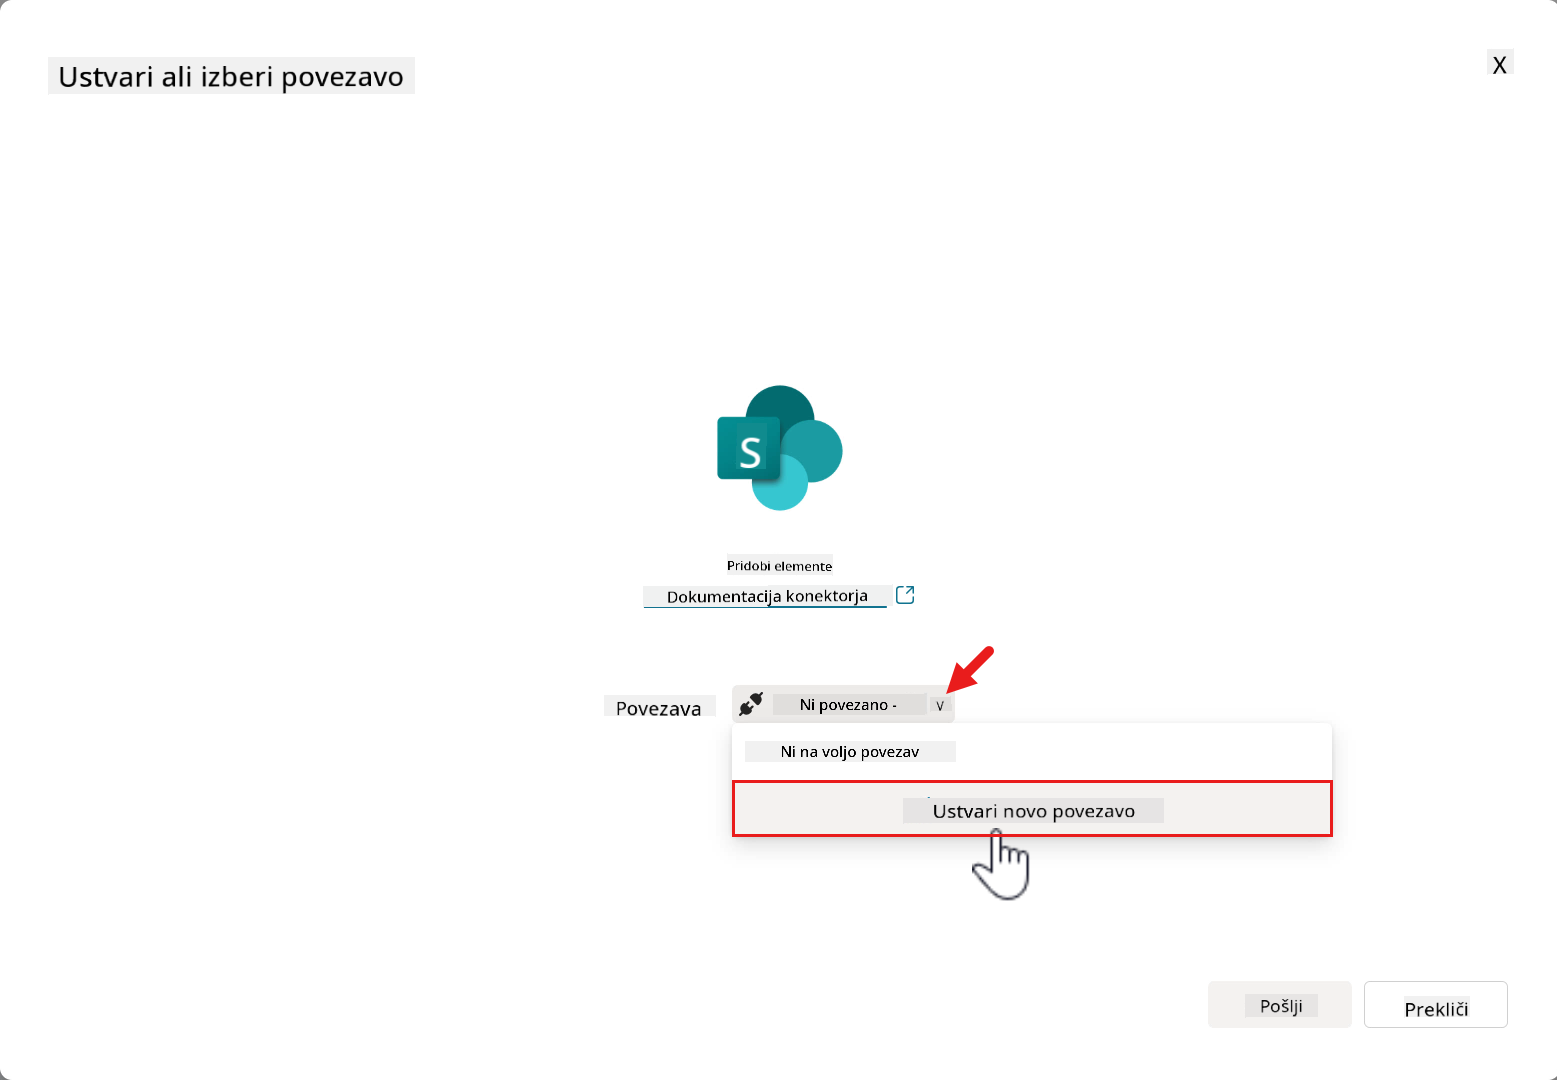 Ustvari ali izberi povezavo
X
S
Pridobi elemente
Dokumentacija konektorja
Povezava
Ni povezano -
Ni na voljo povezav
Ustvari novo povezavo
Pošlji
Prekliči